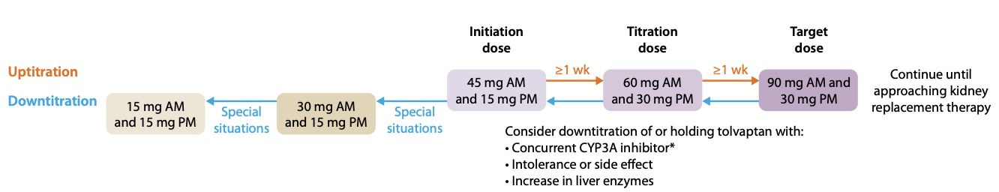 Initiation
dose
Titration
dose
Target
dose
Uptitration
Downtitration
15 mg AM
and 15 mg PM
Special
situations
30 mg AM
and 15 mg PM
Special
situations
45 mg AM
and 15 mg PM
≥1 wk
60 mg AM
and 30 mg PM
≥1 wk
90 mg AM and
30 mg PM
Continue until
approaching kidney
replacement therapy
Consider downtitration of or holding tolvaptan with:
• Concurrent CYP3A inhibitor*
• Intolerance or side effect
• Increase in liver enzymes